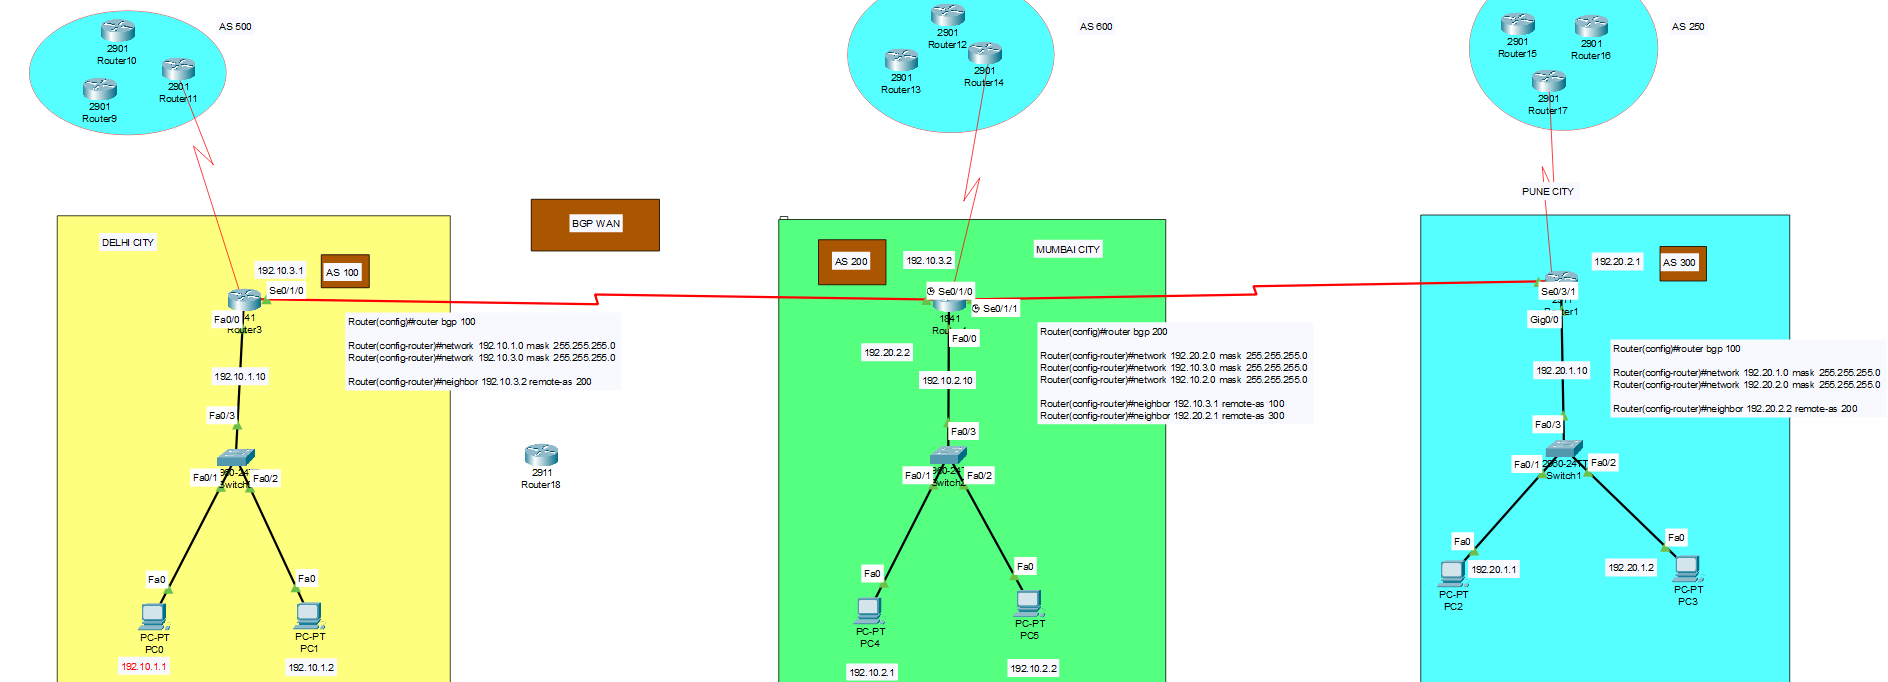 AS 500
2901
Router10
2901
Router11
2901
Router9
AS 600
2901
Router12
2901
Router13
2901
Router14
AS 250
2901
Router15
2901
Router16
2901
Router17
DELHI CITY
192.10.3.1
AS 100
Se0/1/0
Fa0/0
41
Router3
Router(config)#router bgp 100
Router(config-router)#network 192.10.1.0 mask 255.255.255.0
Router(config-router)#network 192.10.3.0 mask 255.255.255.0
Router(config-router)#neighbor 192.10.3.2 remote-as 200
192.10.1.10
Fa0/3
Fa0/1
Fa0/2
Fa0
Fa0
PC-PT
PC0
192.10.1.1
PC-PT
PC1
192.10.1.2
BGP WAN
2911
Router18
AS 200
192.10.3.2
MUMBAI CITY
Se0/1/0
Se0/1/1
1841
Fa0/0
192.20.2.2
192.10.2.10
Router(config)#router bgp 200
Router(config-router)#network 192.20.2.0 mask 255.255.255.0
Router(config-router)#network 192.10.3.0 mask 255.255.255.0
Router(config-router)#network 192.10.2.0 mask 255.255.255.0
Router(config-router)#neighbor 192.10.3.1 remote-as 100
Router(config-router)#neighbor 192.20.2.1 remote-as 300
Fa0/3
Fa0/1
Fa0/2
Fa0
Fa0
PC-PT
PC4
192.10.2.1
PC-PT
PC5
192.10.2.2
PUNE CITY
192.20.2.1
AS 300
Se0/3/1
Gig0/0
192.20.1.10
Router(config)#router bgp 100
Router(config-router)#network 192.20.1.0 mask 255.255.255.0
Router(config-router)#network 192.20.2.0 mask 255.255.255.0
Router(config-router)#neighbor 192.20.2.2 remote-as 200
Fa0/3
Fa0/1
2960-24TT
Fa0/2
Switch1
Fa0
Fa0
192.20.1.1
192.20.1.2
PC-PT
PC2
PC-PT
PC3